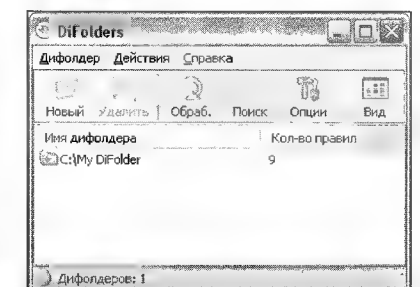 DiFolders
Дифолдер Действия Справка
Новый Удалить Обраб. Поиск Опции Вид
Имя дифолдера Кол-во правил
C:\My DiFolder 9
Дифолдеров: 1